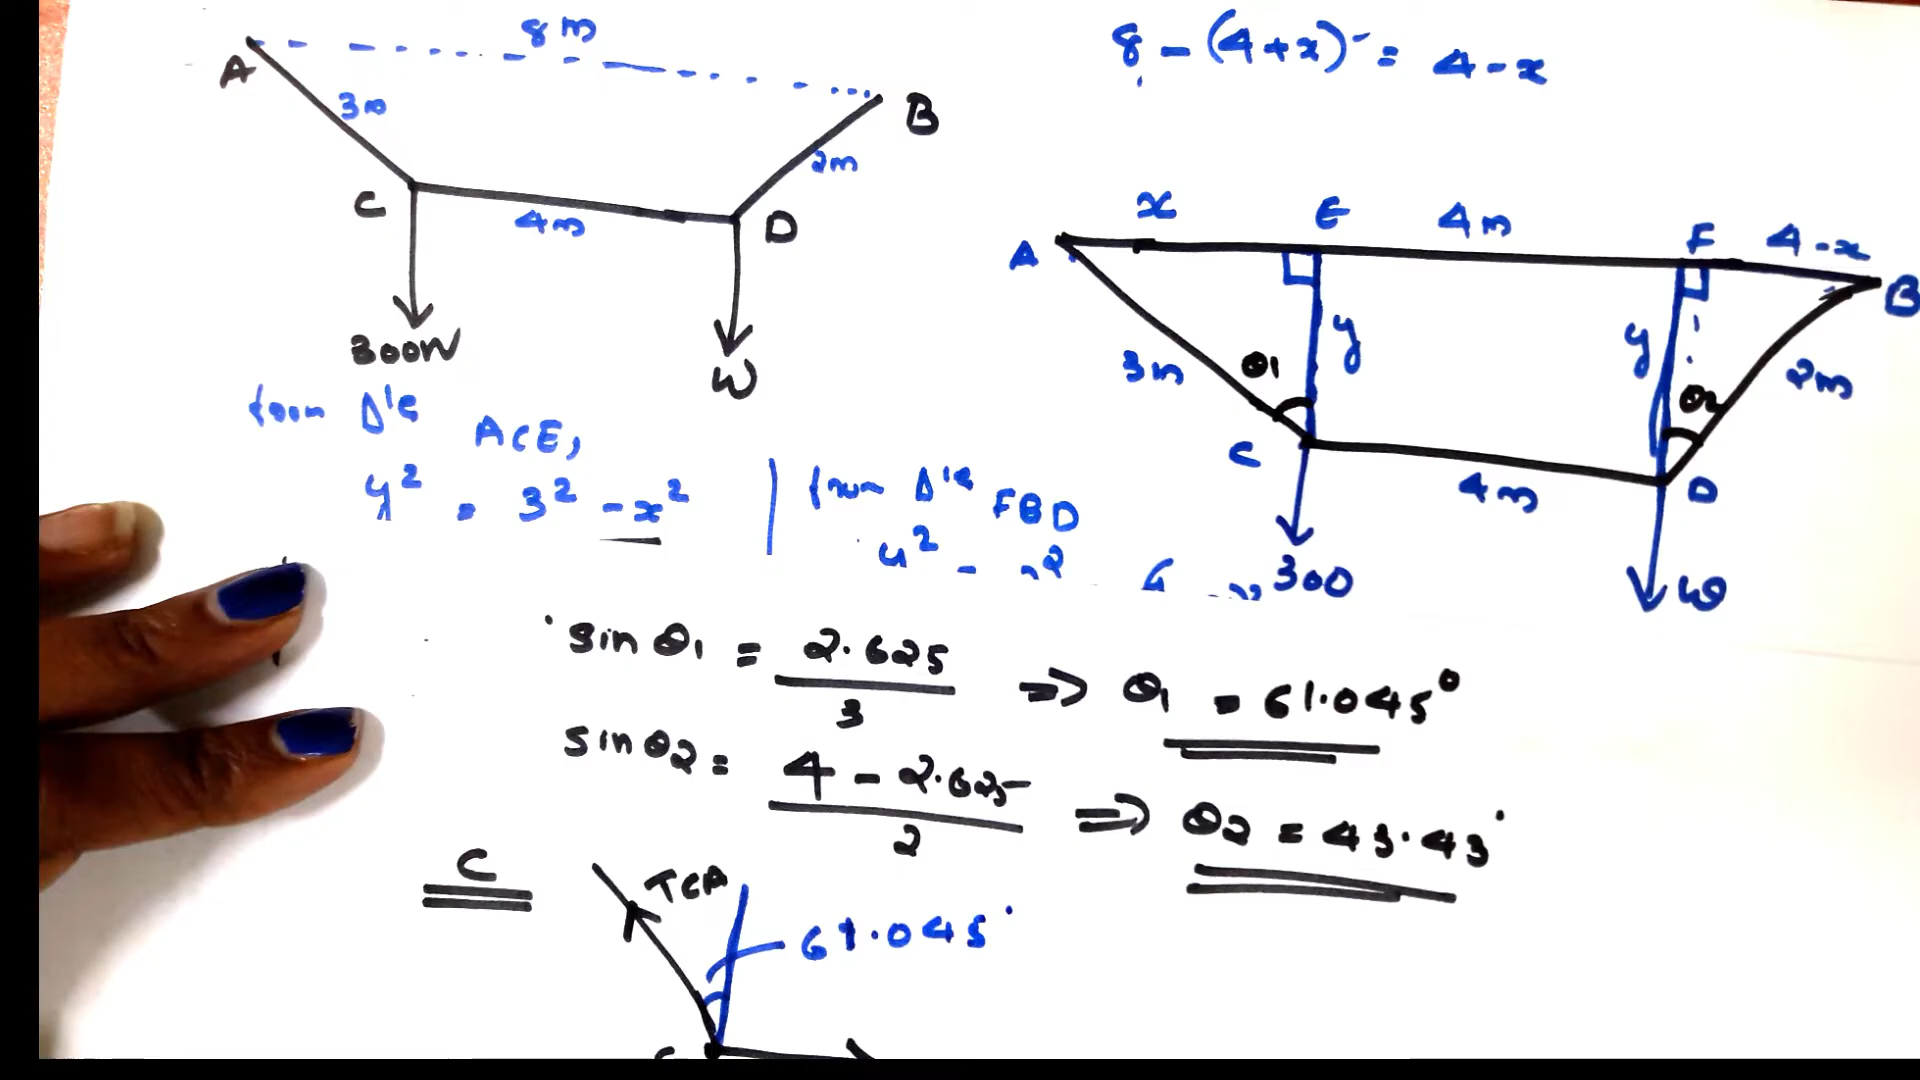 8m
A
3m
B
2m
C
4m
D
300N
W
8 - (4+x) = 4-x
x
E
4m
F
4-x
A
B
y
y
3m
θ1
θ2
2m
C
4m
D
300
W
from Δle ACE,
y² = 3² - x²
from Δle FBD
sin θ1 = 2.625 / 3 ⇒ θ1 = 61.045°
sin θ2 = 4 - 2.625 / 2 ⇒ θ2 = 43.43°
C
TCA
61.045°